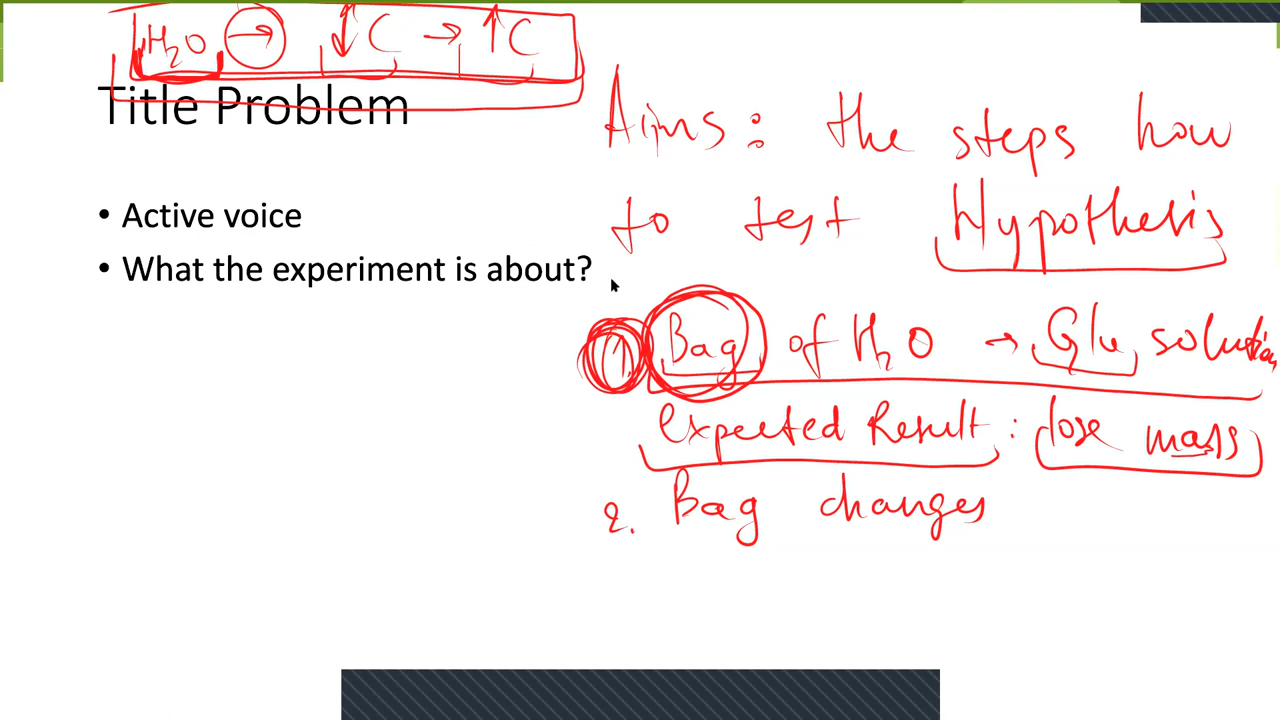 H₂O → ↓C → ↑C
Title Problem
• Active voice
• What the experiment is about?
Aims: the steps how
to test Hypothesis
↑ Bag of H₂O → Glu solution
Expected Result: lose mass
2. Bag changes